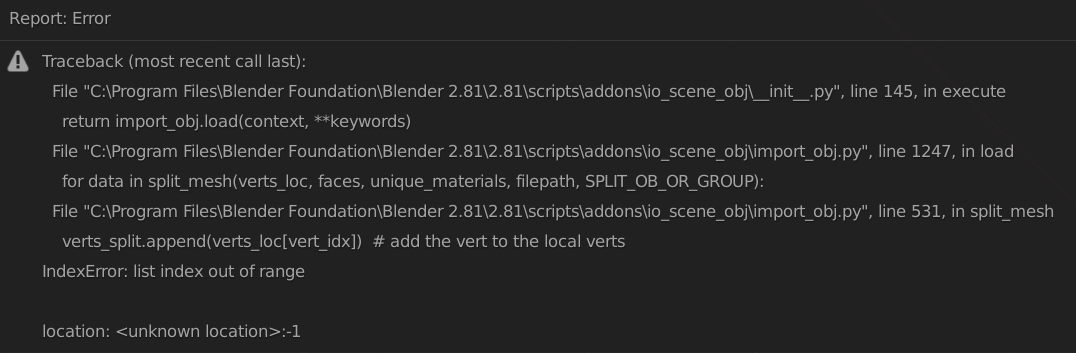 Report: Error
Traceback (most recent call last):
File "C:\Program Files\Blender Foundation\Blender 2.81\2.81\scripts\addons\io_scene_obj\__init__.py", line 145, in execute
return import_obj.load(context, **keywords)
File "C:\Program Files\Blender Foundation\Blender 2.81\2.81\scripts\addons\io_scene_obj\import_obj.py", line 1247, in load
for data in split_mesh(verts_loc, faces, unique_materials, filepath, SPLIT_OB_OR_GROUP):
File "C:\Program Files\Blender Foundation\Blender 2.81\2.81\scripts\addons\io_scene_obj\import_obj.py", line 531, in split_mesh
verts_split.append(verts_loc[vert_idx])  # add the vert to the local verts
IndexError: list index out of range
location: <unknown location>:-1